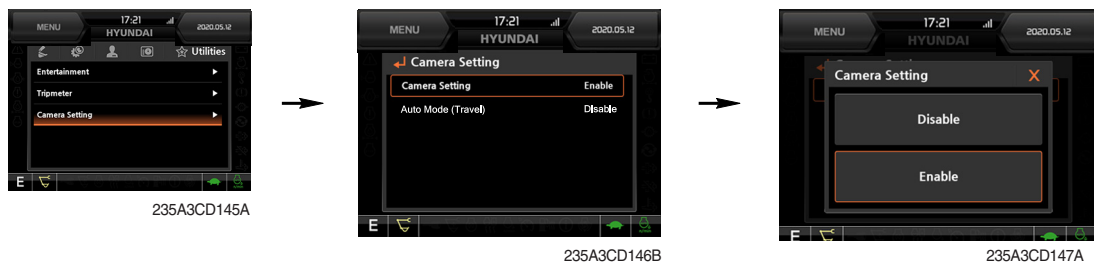 MENU
17:21
HYUNDAI
2020.05.12
Utilities
Entertainment
Tripmeter
Camera Setting
E
235A3CD145A
MENU
17:21
HYUNDAI
2020.05.12
Camera Setting
Camera Setting Enable
Auto Mode (Travel) Disable
E
235A3CD146B
MENU
17:21
HYUNDAI
2020.05.12
Camera Setting X
Disable
Enable
E
235A3CD147A